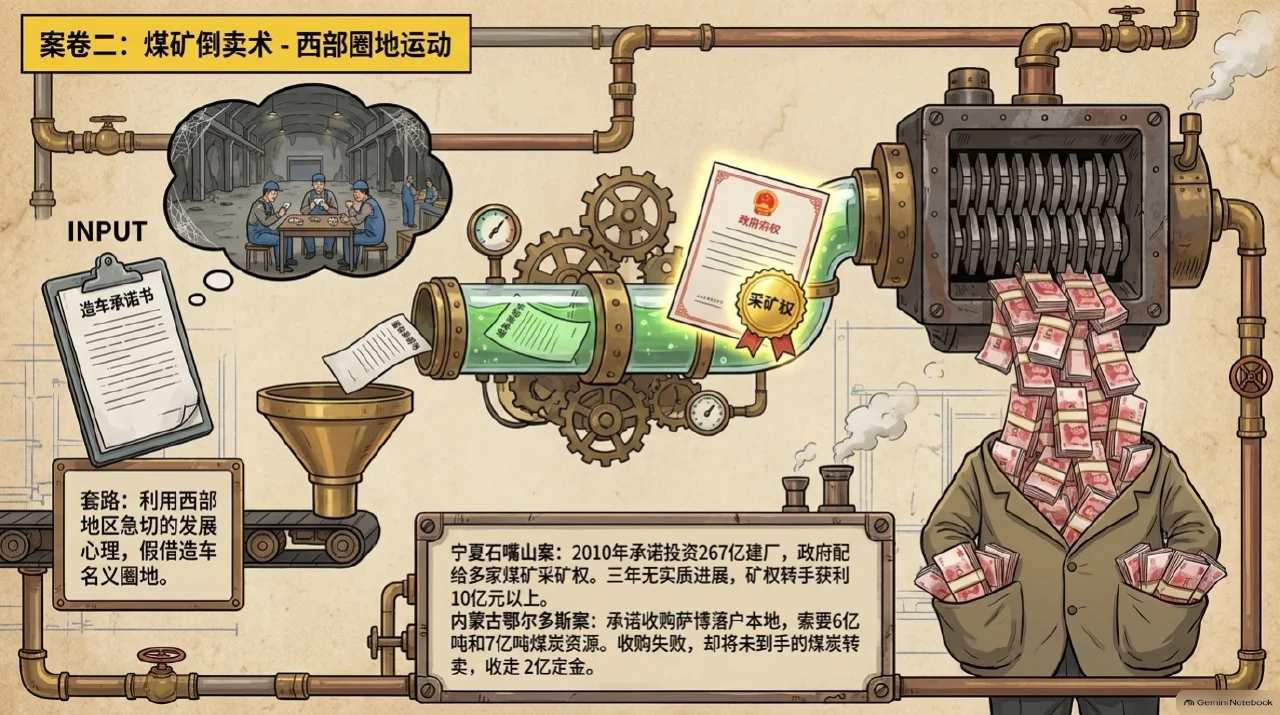 案卷二：煤矿倒卖术 - 西部圈地运动
INPUT
造车承诺书
政府府权
采矿权
套路：利用西部
地区急切的发展
心理，假借造车
名义圈地。
宁夏石嘴山案：2010年承诺投资267亿建厂，政府配
给多家煤矿采矿权。三年无实质进展，矿权转手获利
10亿元以上。
内蒙古鄂尔多斯案：承诺收购萨博落户本地，索要6亿
吨和7亿吨煤炭资源。收购失败，却将未到手的煤炭转
卖，收走 2亿定金。
Gemini Notebook